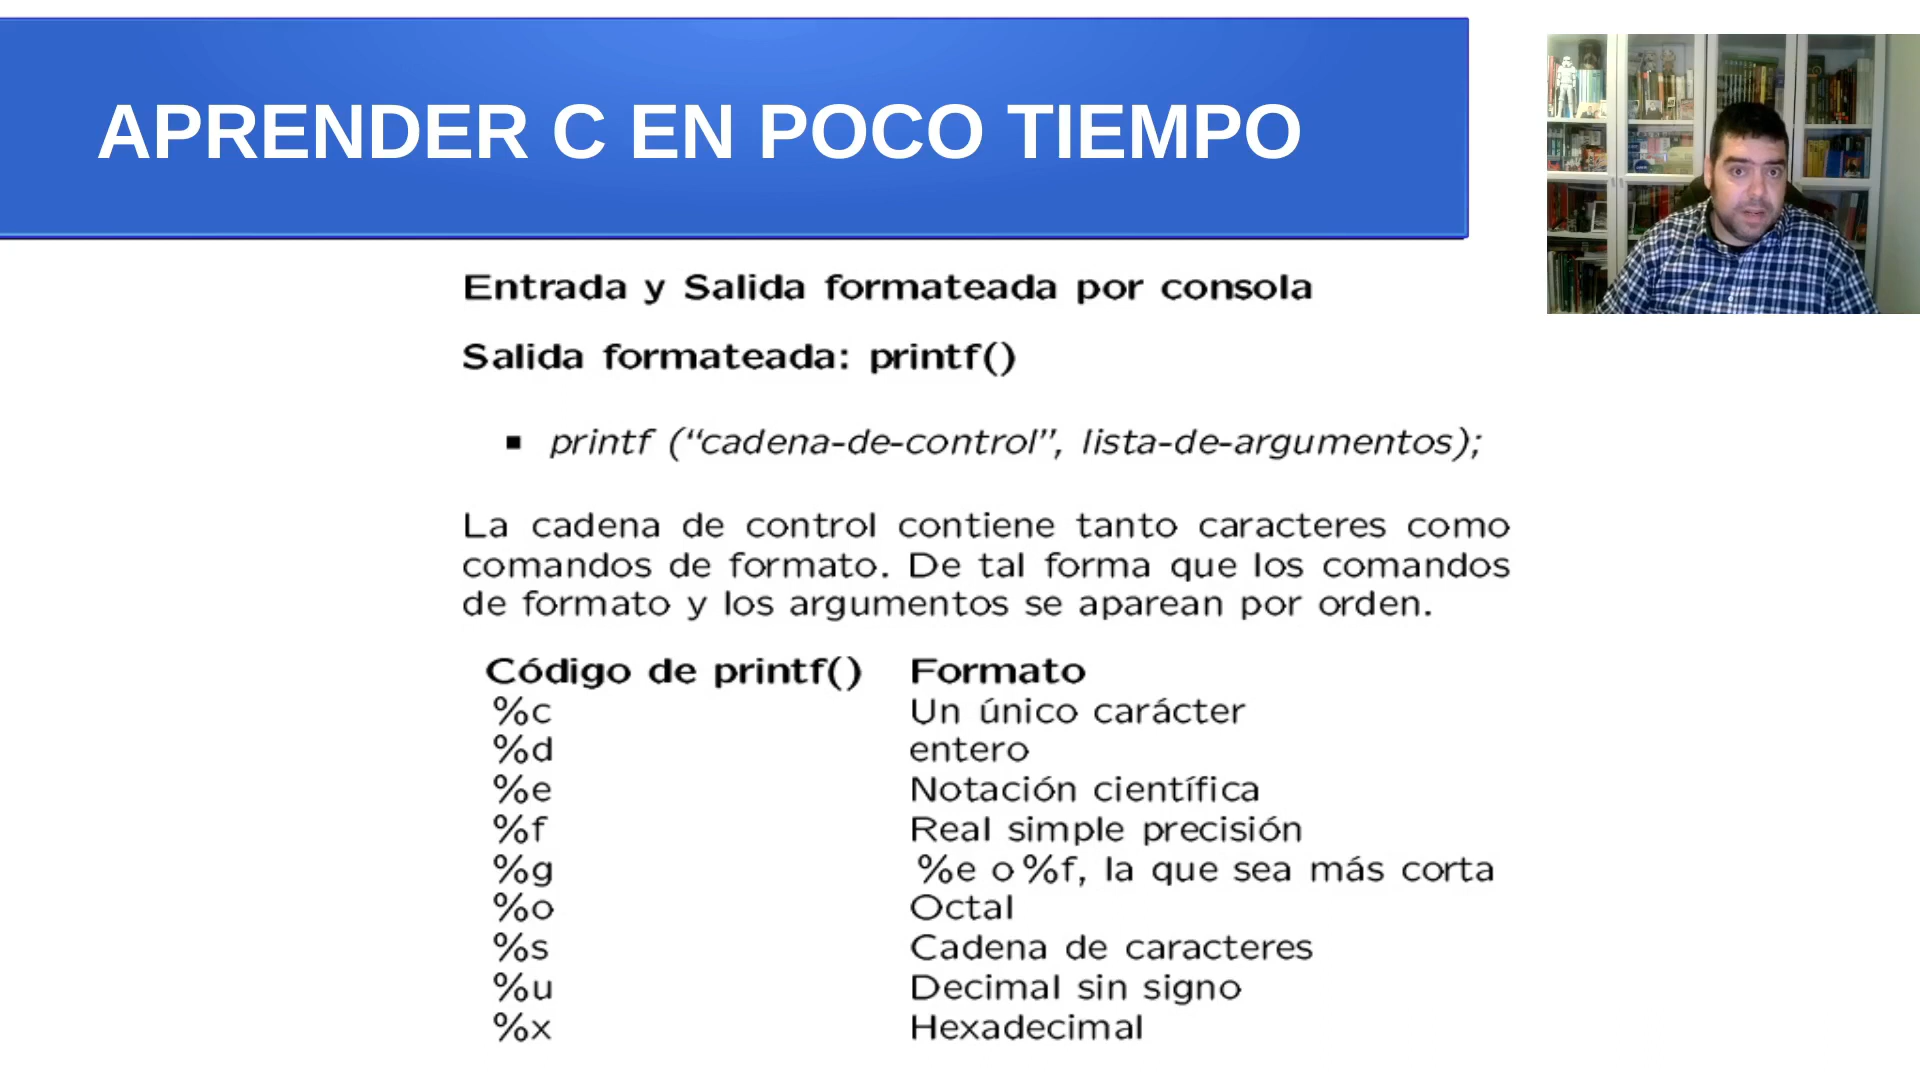 APRENDER C EN POCO TIEMPO
Entrada y Salida formateada por consola
Salida formateada: printf()
▪ printf (“cadena-de-control”, lista-de-argumentos);
La cadena de control contiene tanto caracteres como
comandos de formato. De tal forma que los comandos
de formato y los argumentos se aparean por orden.
Código de printf() Formato
%c Un único carácter
%d entero
%e Notación científica
%f Real simple precisión
%g %e o %f, la que sea más corta
%o Octal
%s Cadena de caracteres
%u Decimal sin signo
%x Hexadecimal